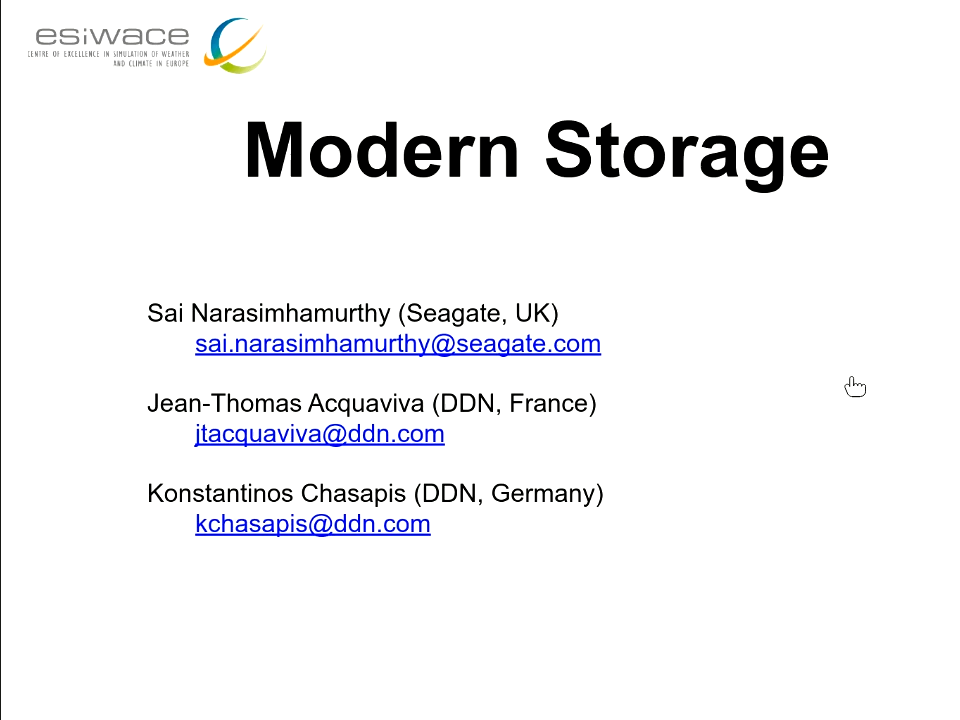 esiwace
CENTRE OF EXCELLENCE IN SIMULATION OF WEATHER
AND CLIMATE IN EUROPE
Modern Storage
Sai Narasimhamurthy (Seagate, UK)
sai.narasimhamurthy@seagate.com
Jean-Thomas Acquaviva (DDN, France)
jtacquaviva@ddn.com
Konstantinos Chasapis (DDN, Germany)
kchasapis@ddn.com